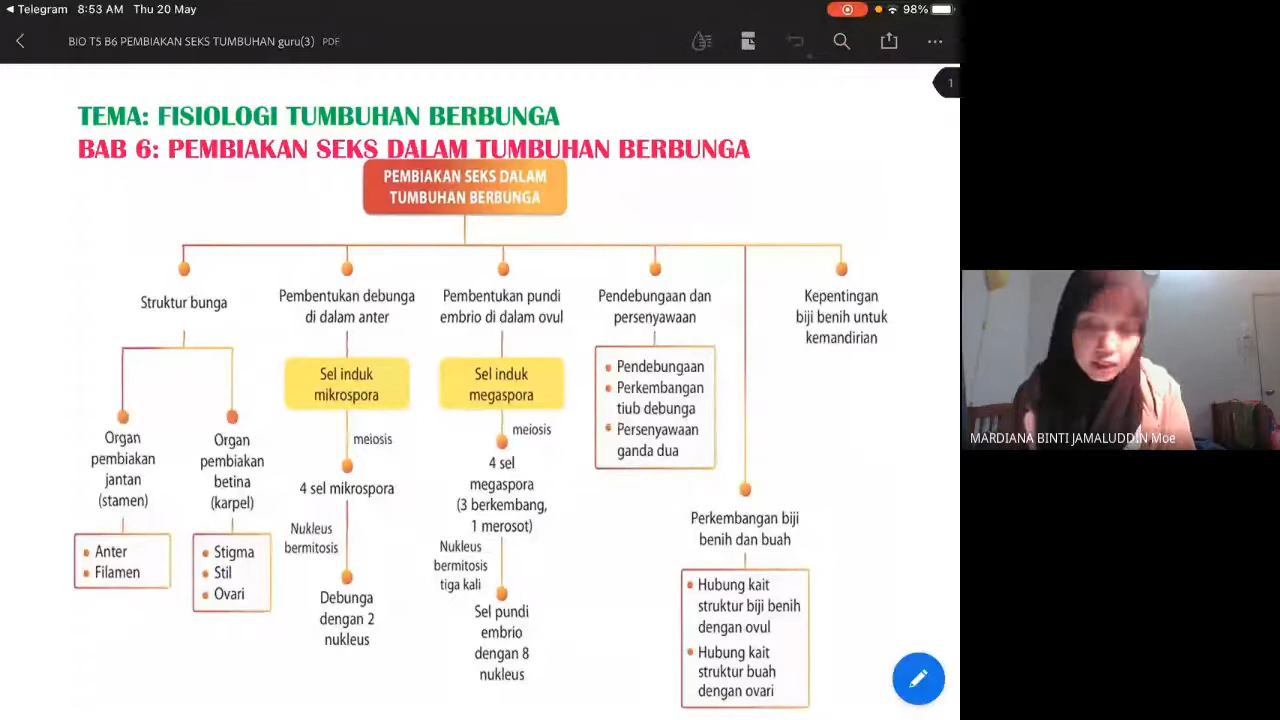 Telegram 8:53 AM Thu 20 May 98%
BIO T5 B6 PEMBIAKAN SEKS TUMBUHAN guru(3) PDF
1
TEMA: FISIOLOGI TUMBUHAN BERBUNGA
BAB 6: PEMBIAKAN SEKS DALAM TUMBUHAN BERBUNGA
PEMBIAKAN SEKS DALAM
TUMBUHAN BERBUNGA
Struktur bunga
Organ
pembiakan
jantan
(stamen)
Anter
Filamen
Organ
pembiakan
betina
(karpel)
Stigma
Stil
Ovari
Pembentukan debunga
di dalam anter
Sel induk
mikrospora
meiosis
4 sel mikrospora
Nukleus
bermitosis
Debunga
dengan 2
nukleus
Pembentukan pundi
embrio di dalam ovul
Sel induk
megaspora
meiosis
4 sel
megaspora
(3 berkembang,
1 merosot)
Nukleus
bermitosis
tiga kali
Sel pundi
embrio
dengan 8
nukleus
Pendebungaan dan
persenyawaan
Pendebungaan
Perkembangan
tiub debunga
Persenyawaan
ganda dua
Perkembangan biji
benih dan buah
Hubung kait
struktur biji benih
dengan ovul
Hubung kait
struktur buah
dengan ovari
Kepentingan
biji benih untuk
kemandirian
MARDIANA BINTI JAMALUDDIN Moe